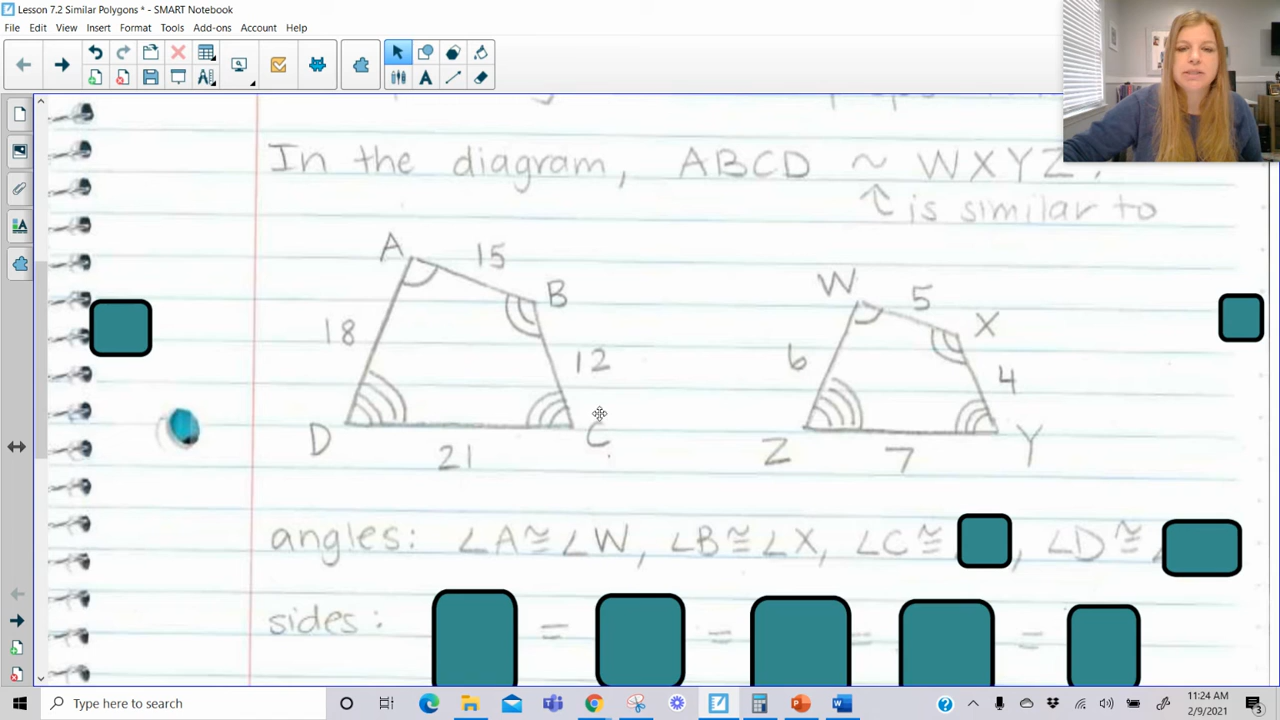 Lesson 7.2 Similar Polygons * - SMART Notebook
File Edit View Insert Format Tools Add-ons Account Help
In the diagram, ABCD ~ WXYZ.
↑ is similar to
A 15 B
18 12
D 21 C
W 5 X
6 4
Z 7 Y
angles: ∠A≅∠W, ∠B≅∠X, ∠C≅ , ∠D≅∠
sides: = = = =
Type here to search
11:24 AM
2/9/2021
3